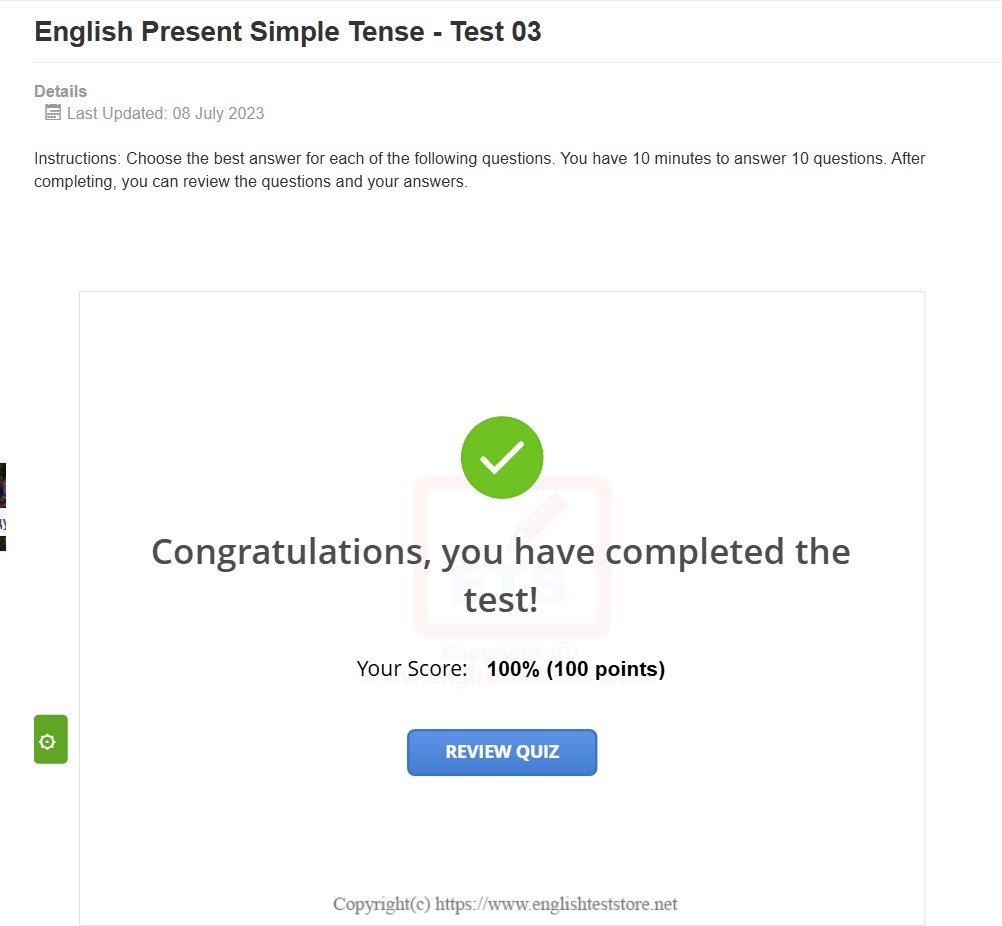 English Present Simple Tense - Test 03
Details
Last Updated: 08 July 2023
Instructions: Choose the best answer for each of the following questions. You have 10 minutes to answer 10 questions. After
completing, you can review the questions and your answers.
Congratulations, you have completed the
test!
ETS
Copyright ©
Your Score: 100% (100 points)
www.englishteststore.net
REVIEW QUIZ
Copyright(c) https://www.englishteststore.net